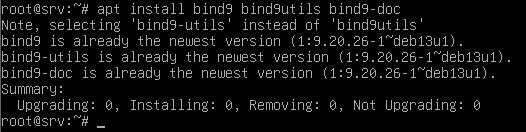 root@srv:~# apt install bind9 bind9utils bind9-doc
Note, selecting 'bind9-utils' instead of 'bind9utils'
bind9 is already the newest version (1:9.20.26-1~deb13u1).
bind9-utils is already the newest version (1:9.20.26-1~deb13u1).
bind9-doc is already the newest version (1:9.20.26-1~deb13u1).
Summary:
  Upgrading: 0, Installing: 0, Removing: 0, Not Upgrading: 0
root@srv:~# _